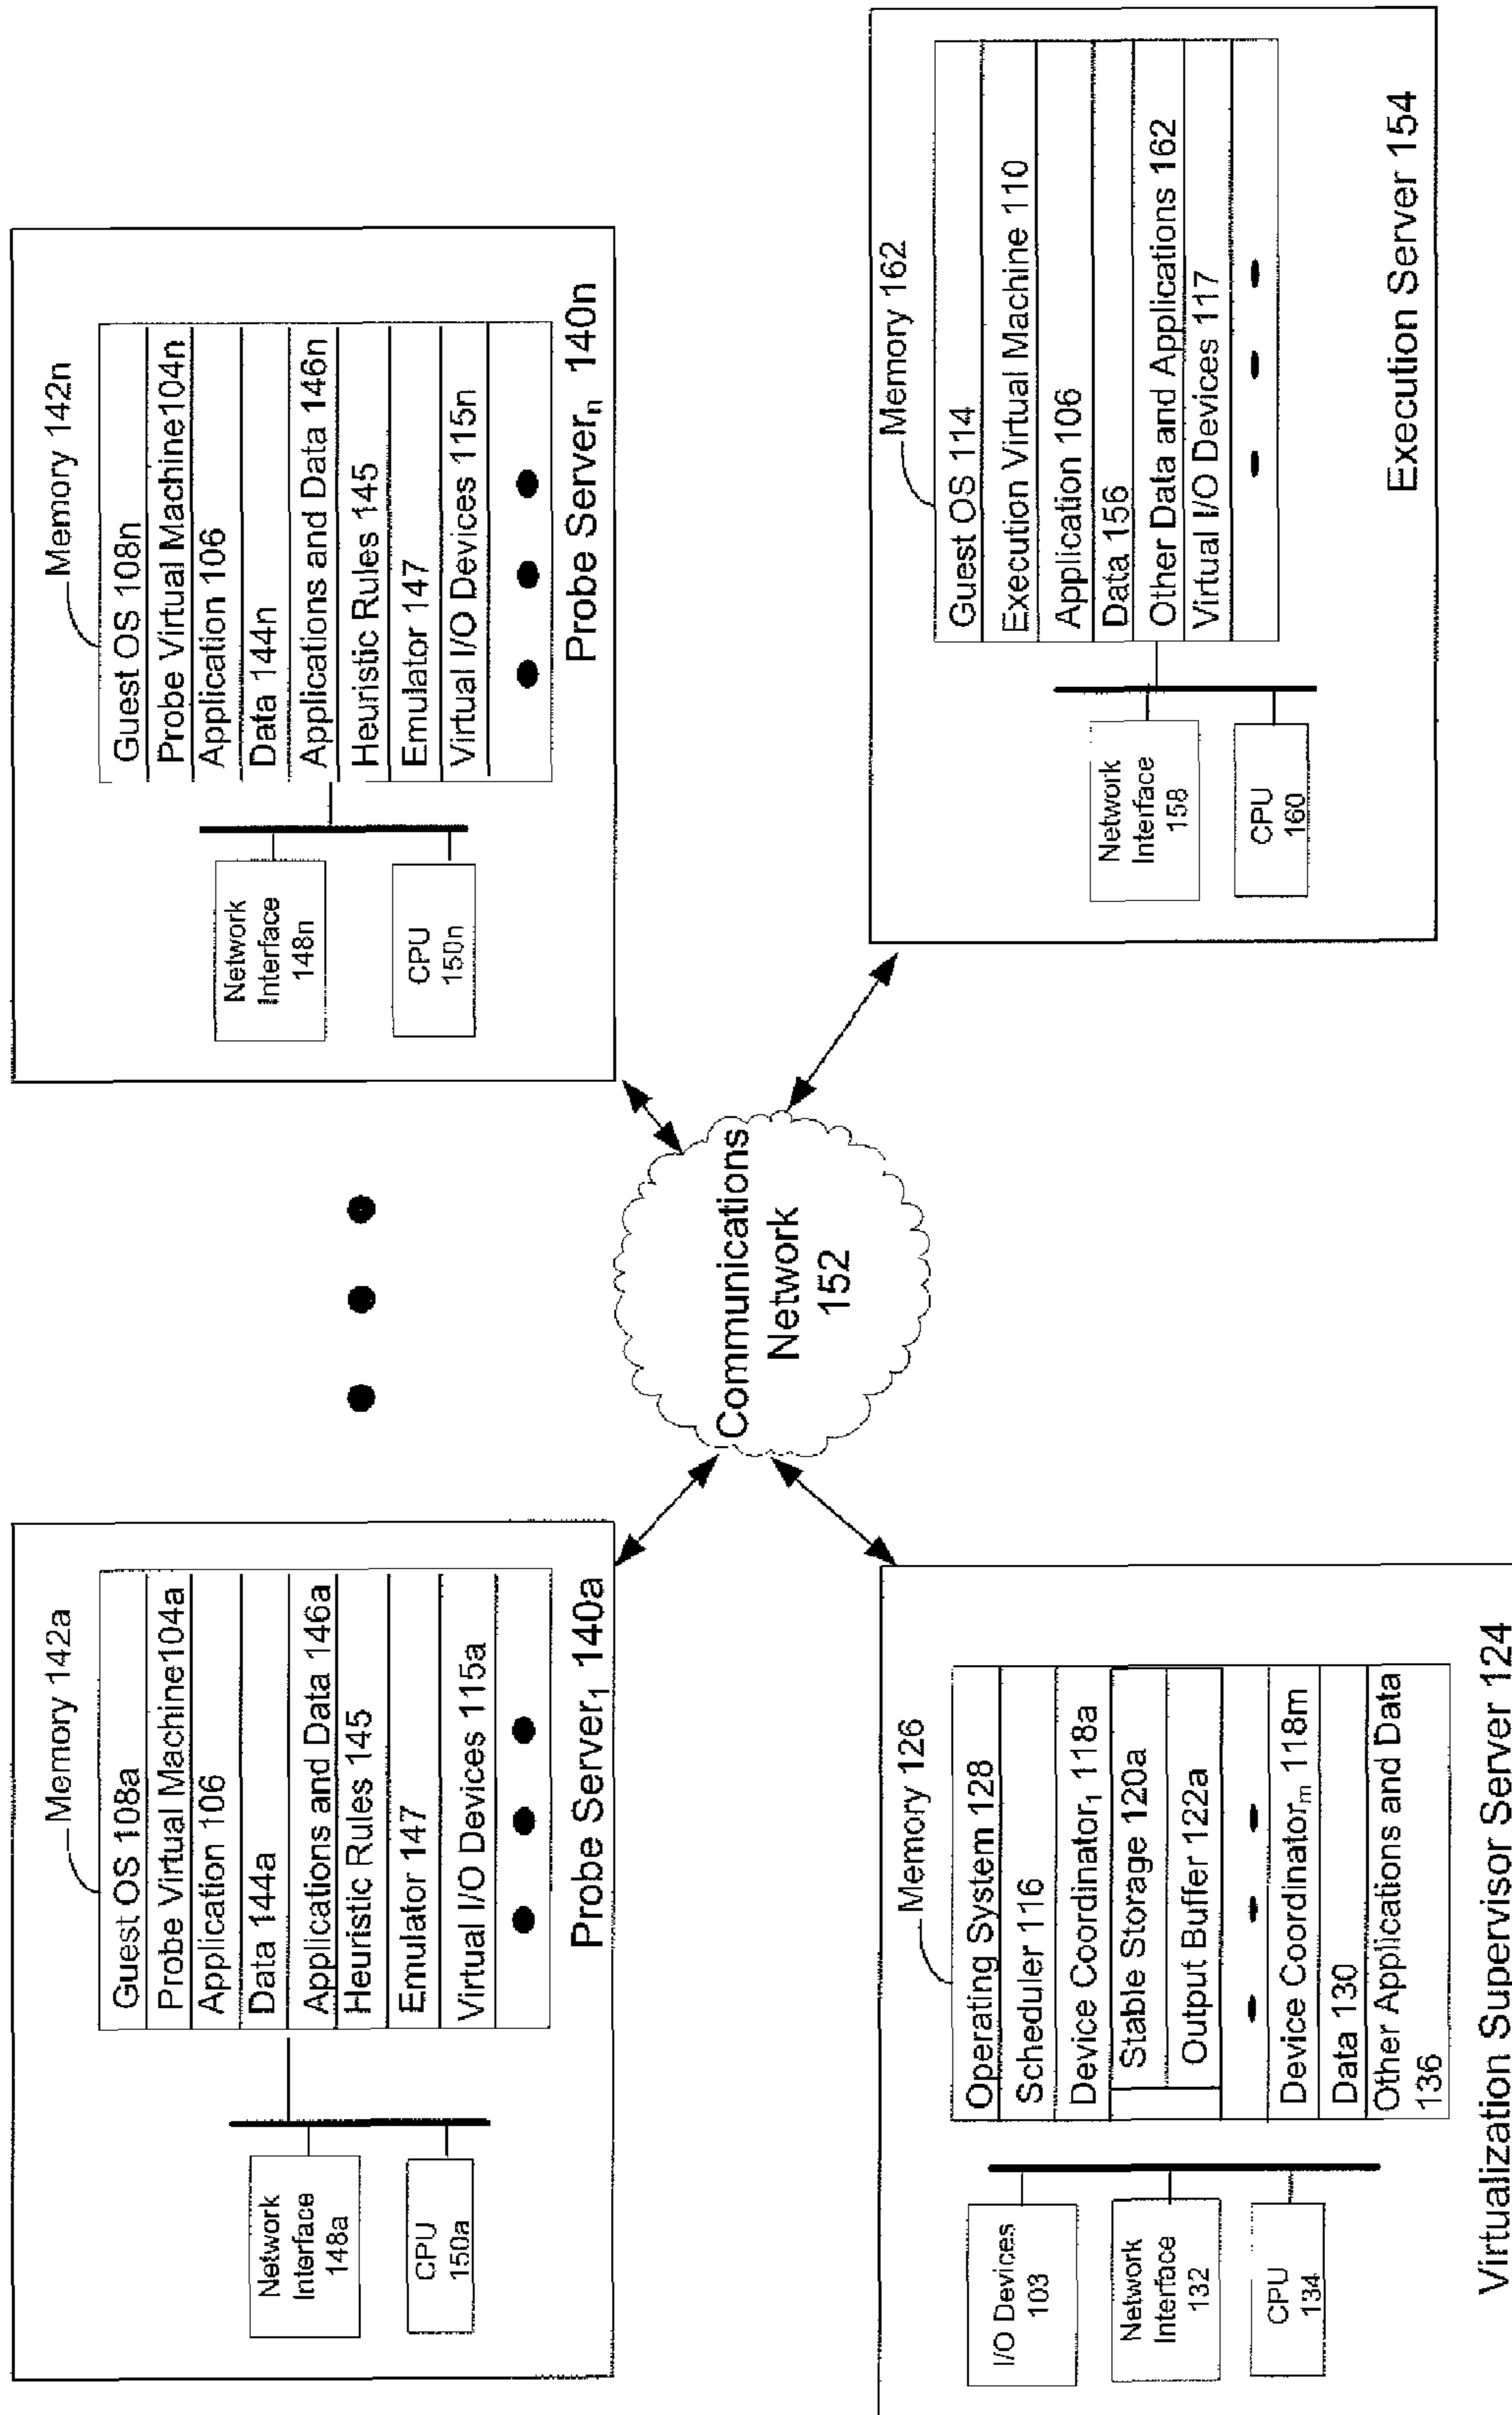 Memory 142a
Guest OS 108a
Probe Virtual Machine104a
Application 106
Data 144a
Applications and Data 146a
Heuristic Rules 145
Emulator 147
Virtual I/O Devices 115a
Network
Interface
148a
CPU
150a
Probe Server₁ 140a
Memory 142n
Guest OS 108n
Probe Virtual Machine104n
Application 106
Data 144n
Applications and Data 146n
Heuristic Rules 145
Emulator 147
Virtual I/O Devices 115n
Network
Interface
148n
CPU
150n
Probe Serverₙ 140n
Communications
Network
152
Memory 126
Operating System 128
Scheduler 116
Device Coordinator₁ 118a
Stable Storage 120a
Output Buffer 122a
Device Coordinatorₘ 118m
Data 130
Other Applications and Data
136
I/O Devices
103
Network
Interface
132
CPU
134
Virtualization Supervisor Server 124
Memory 162
Guest OS 114
Execution Virtual Machine 110
Application 106
Data 156
Other Data and Applications 162
Virtual I/O Devices 117
Network
Interface
158
CPU
160
Execution Server 154